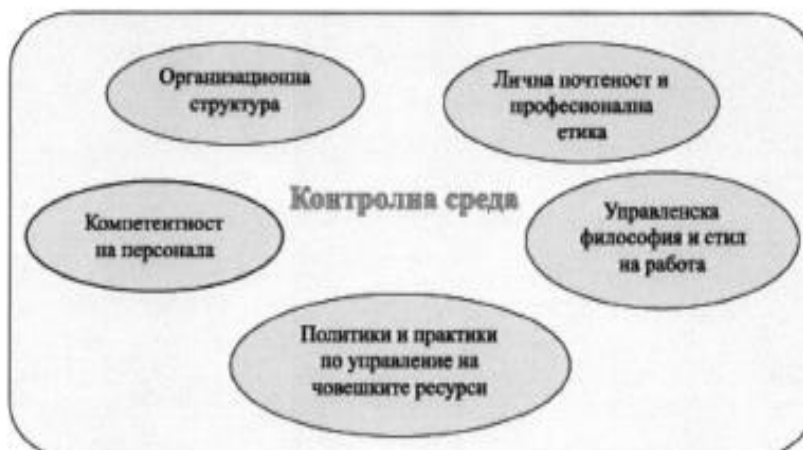 Организационна
структура
Лична почтеност и
професионална
етика
Контролна среда
Компетентност
на персонала
Управленска
философия и стил
на работа
Политики и практики
по управление на
човешките ресурси